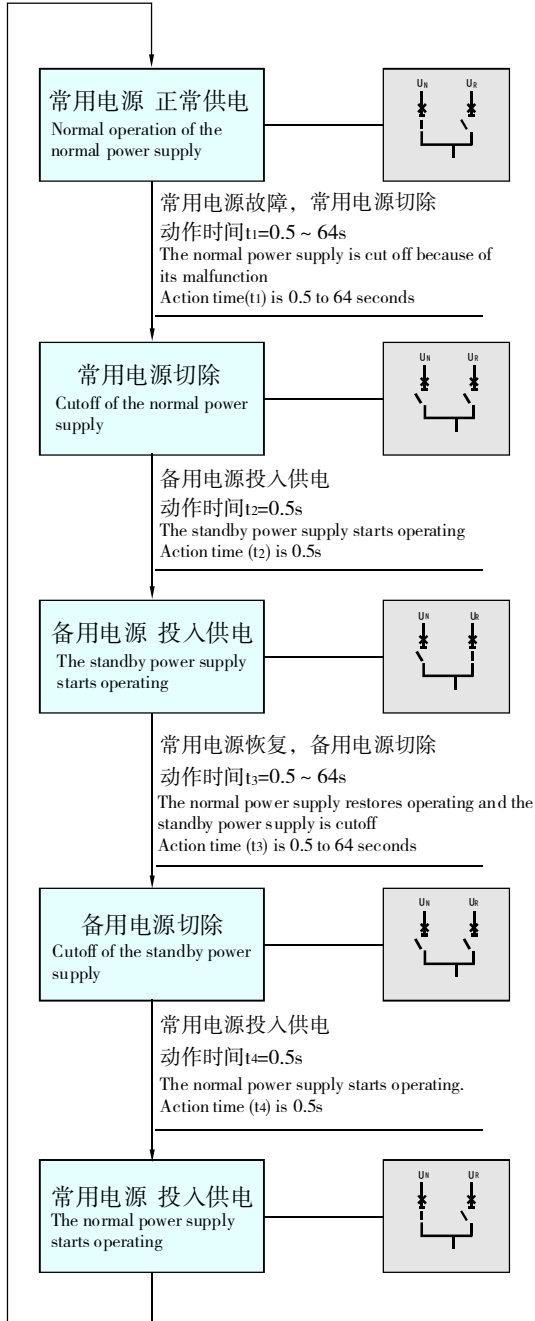 常用电源 正常供电
Normal operation of the
normal power supply
UN UR
常用电源故障，常用电源切除
动作时间t1=0.5 ~ 64s
The normal power supply is cut off because of
its malfunction
Action time(t1) is 0.5 to 64 seconds
常用电源切除
Cutoff of the normal power
supply
UN UR
备用电源投入供电
动作时间t2=0.5s
The standby power supply starts operating
Action time (t2) is 0.5s
备用电源 投入供电
The standby power supply
starts operating
UN UR
常用电源恢复，备用电源切除
动作时间t3=0.5 ~ 64s
The normal power supply restores operating and the
standby power supply is cutoff
Action time (t3) is 0.5 to 64 seconds
备用电源切除
Cutoff of the standby power
supply
UN UR
常用电源投入供电
动作时间t4=0.5s
The normal power supply starts operating.
Action time (t4) is 0.5s
常用电源 投入供电
The normal power supply
starts operating
UN UR